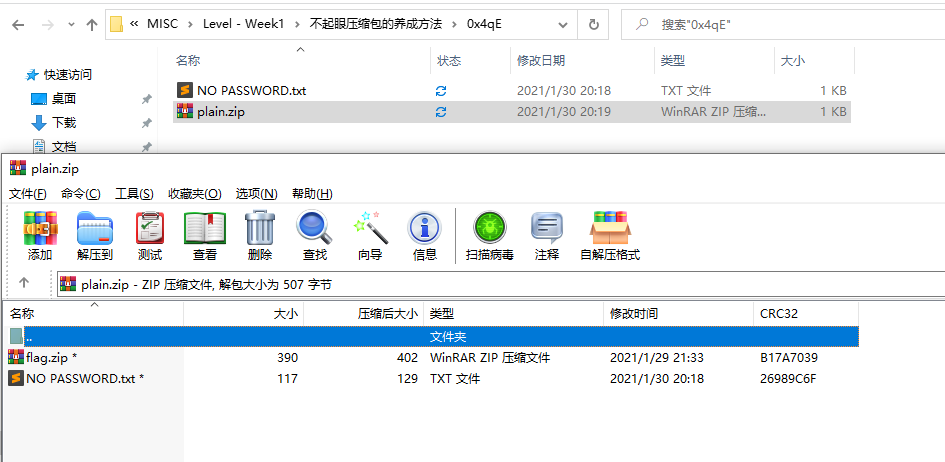 « MISC › Level - Week1 › 不起眼压缩包的养成方法 › 0x4qE 搜索"0x4qE"
名称 状态 修改日期 类型 大小
快速访问
NO PASSWORD.txt 2021/1/30 20:18 TXT 文件 1 KB
桌面
plain.zip 2021/1/30 20:19 WinRAR ZIP 压缩... 1 KB
下载
文档
plain.zip
文件(F) 命令(C) 工具(S) 收藏夹(O) 选项(N) 帮助(H)
添加 解压到 测试 查看 删除 查找 向导 信息 扫描病毒 注释 自解压格式
plain.zip - ZIP 压缩文件, 解包大小为 507 字节
名称 大小 压缩后大小 类型 修改时间 CRC32
.. 文件夹
flag.zip * 390 402 WinRAR ZIP 压缩文件 2021/1/29 21:33 B17A7039
NO PASSWORD.txt * 117 129 TXT 文件 2021/1/30 20:18 26989C6F